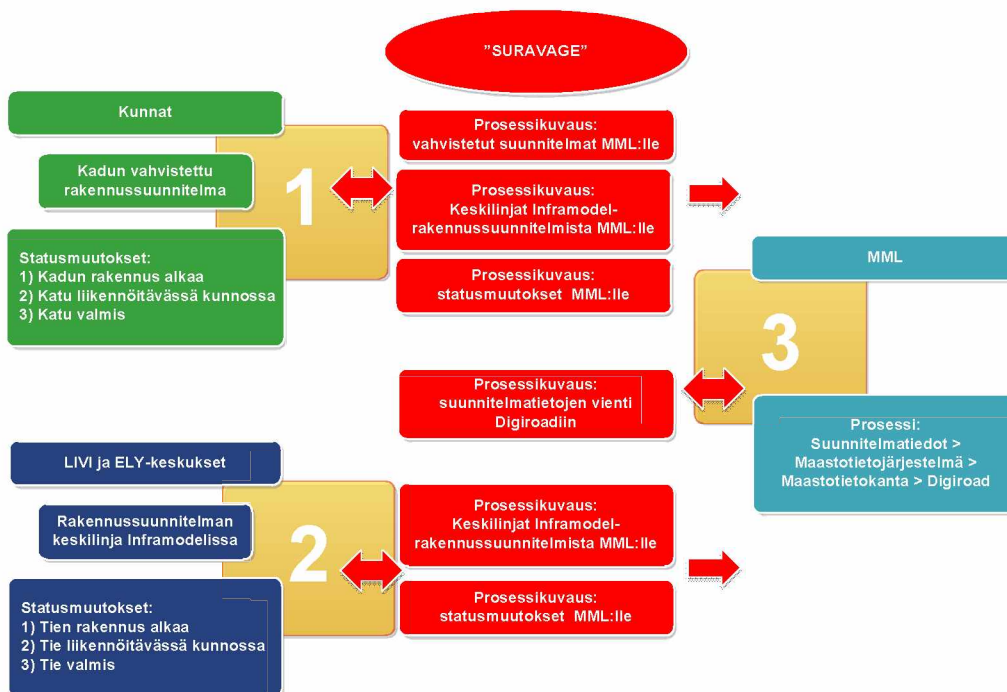 "SURAVAGE"
Kunnat
Kadun vahvistettu
rakennussuunnitelma
Statusmuutokset:
1) Kadun rakennus alkaa
2) Katu liikennöitävässä kunnossa
3) Katu valmis
1
Prosessikuvaus:
vahvistetut suunnitelmat MML:lle
Prosessikuvaus:
Keskilinjat Inframodel-
rakennussuunnitelmista MML:lle
Prosessikuvaus:
statusmuutokset MML:lle
Prosessikuvaus:
suunnitelmatietojen vienti
Digiroadiin
MML
3
Prosessi:
Suunnitelmatiedot >
Maastotietojärjestelmä >
Maastotietokanta > Digiroad
LIVI ja ELY-keskukset
Rakennussuunnitelman
keskilinja Inframodelissa
Statusmuutokset:
1) Tien rakennus alkaa
2) Tie liikennöitävässä kunnossa
3) Tie valmis
2
Prosessikuvaus:
Keskilinjat Inframodel-
rakennussuunnitelmista MML:lle
Prosessikuvaus:
statusmuutokset MML:lle